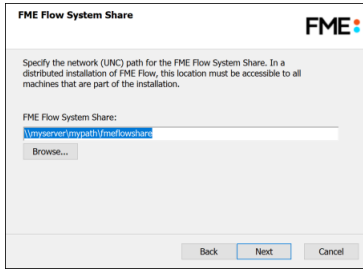 FME Flow System Share
FME
Specify the network (UNC) path for the FME Flow System Share. In a
distributed installation of FME Flow, this location must be accessible to all
machines that are part of the installation.
FME Flow System Share:
\\myserver\mypath\fmeflowshare
Browse...
Back Next Cancel